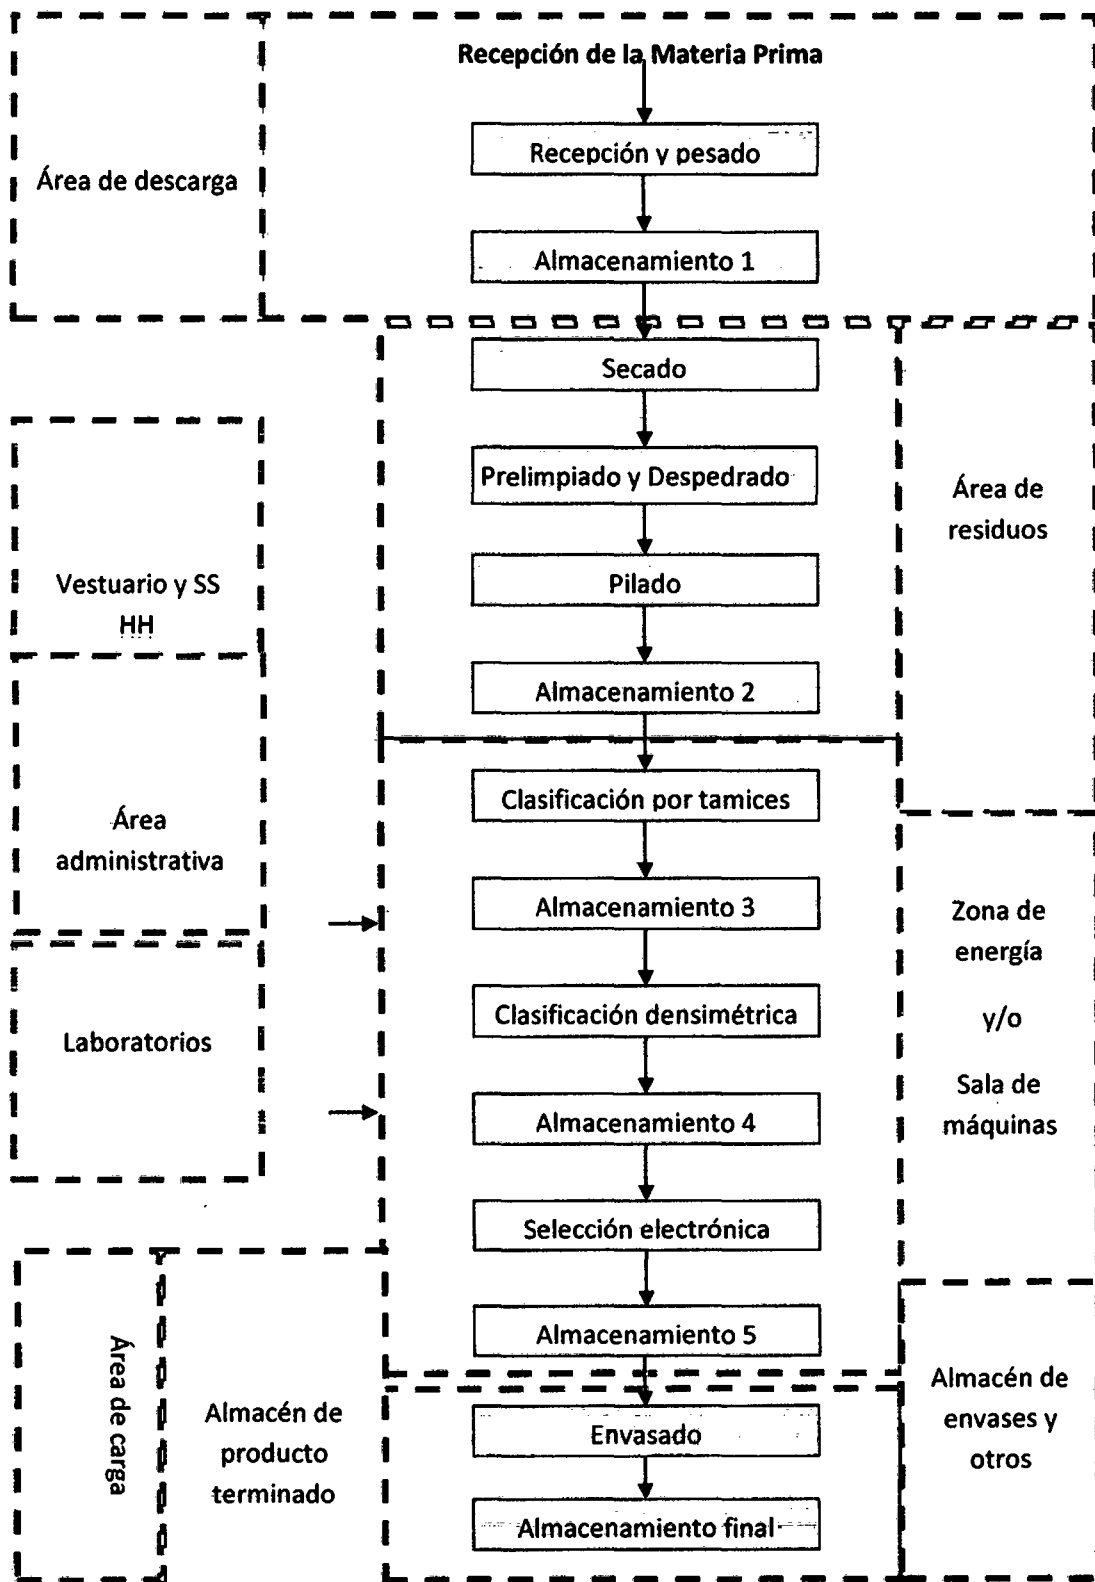 Recepción de la Materia Prima
Recepción y pesado
Área de descarga
Almacenamiento 1
Secado
Prelimpiado y Despedrado
Área de
residuos
Pilado
Vestuario y SS
HH
Almacenamiento 2
Clasificación por tamices
Área
administrativa
Almacenamiento 3
Zona de
energía
y/o
Sala de
máquinas
Clasificación densimétrica
Laboratorios
Almacenamiento 4
Selección electrónica
Almacenamiento 5
Área de carga
Almacén de
producto
terminado
Almacén de
envases y
otros
Envasado
Almacenamiento final